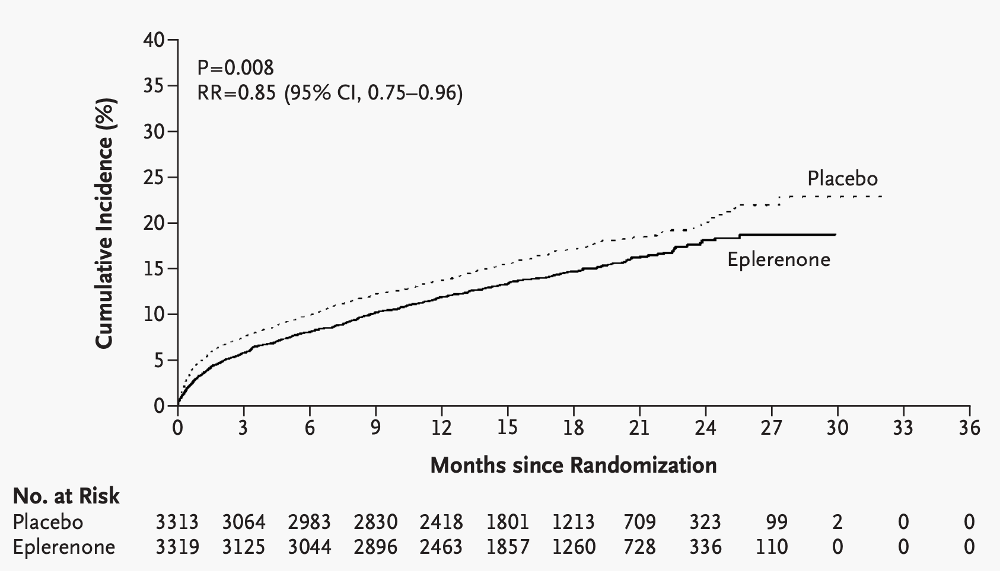 40
P=0.008
35
RR=0.85 (95% CI, 0.75–0.96)
30
25
20
15
10
5
0
Cumulative Incidence (%)
Placebo
Eplerenone
0 3 6 9 12 15 18 21 24 27 30 33 36
Months since Randomization
No. at Risk
Placebo 3313 3064 2983 2830 2418 1801 1213 709 323 99 2 0 0
Eplerenone 3319 3125 3044 2896 2463 1857 1260 728 336 110 0 0 0